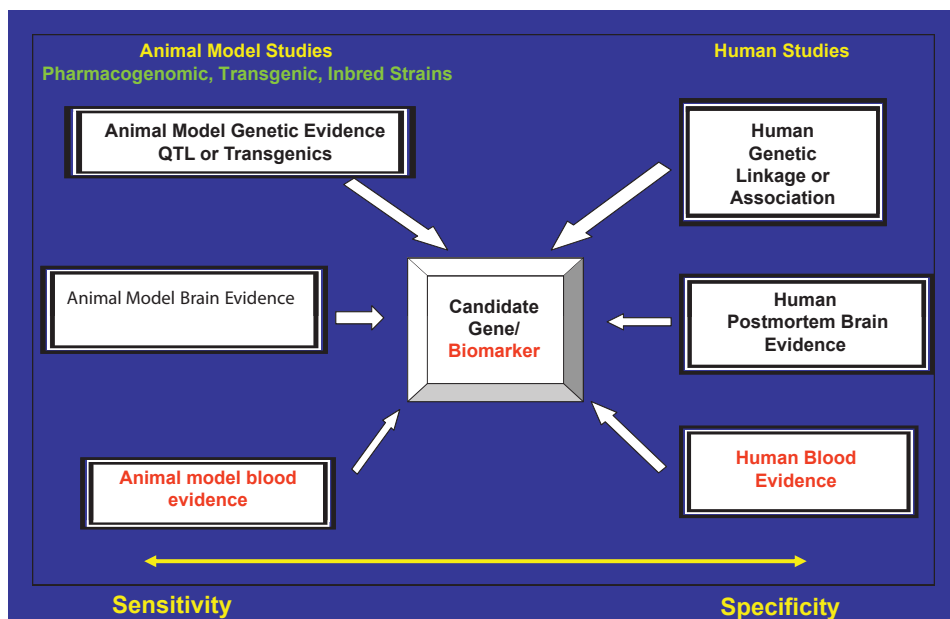 Animal Model Studies
Pharmacogenomic, Transgenic, Inbred Strains
Human Studies
Animal Model Genetic Evidence
QTL or Transgenics
Human
Genetic
Linkage or
Association
Animal Model Brain Evidence
Candidate
Gene/
Biomarker
Human
Postmortem Brain
Evidence
Animal model blood
evidence
Human Blood
Evidence
Sensitivity
Specificity